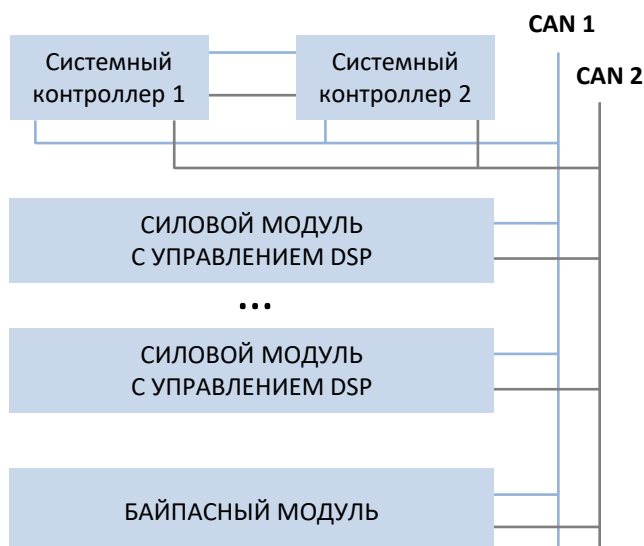 CAN 1
Системный
контроллер 1
Системный
контроллер 2
CAN 2
СИЛОВОЙ МОДУЛЬ
С УПРАВЛЕНИЕМ DSP
...
СИЛОВОЙ МОДУЛЬ
С УПРАВЛЕНИЕМ DSP
БАЙПАСНЫЙ МОДУЛЬ